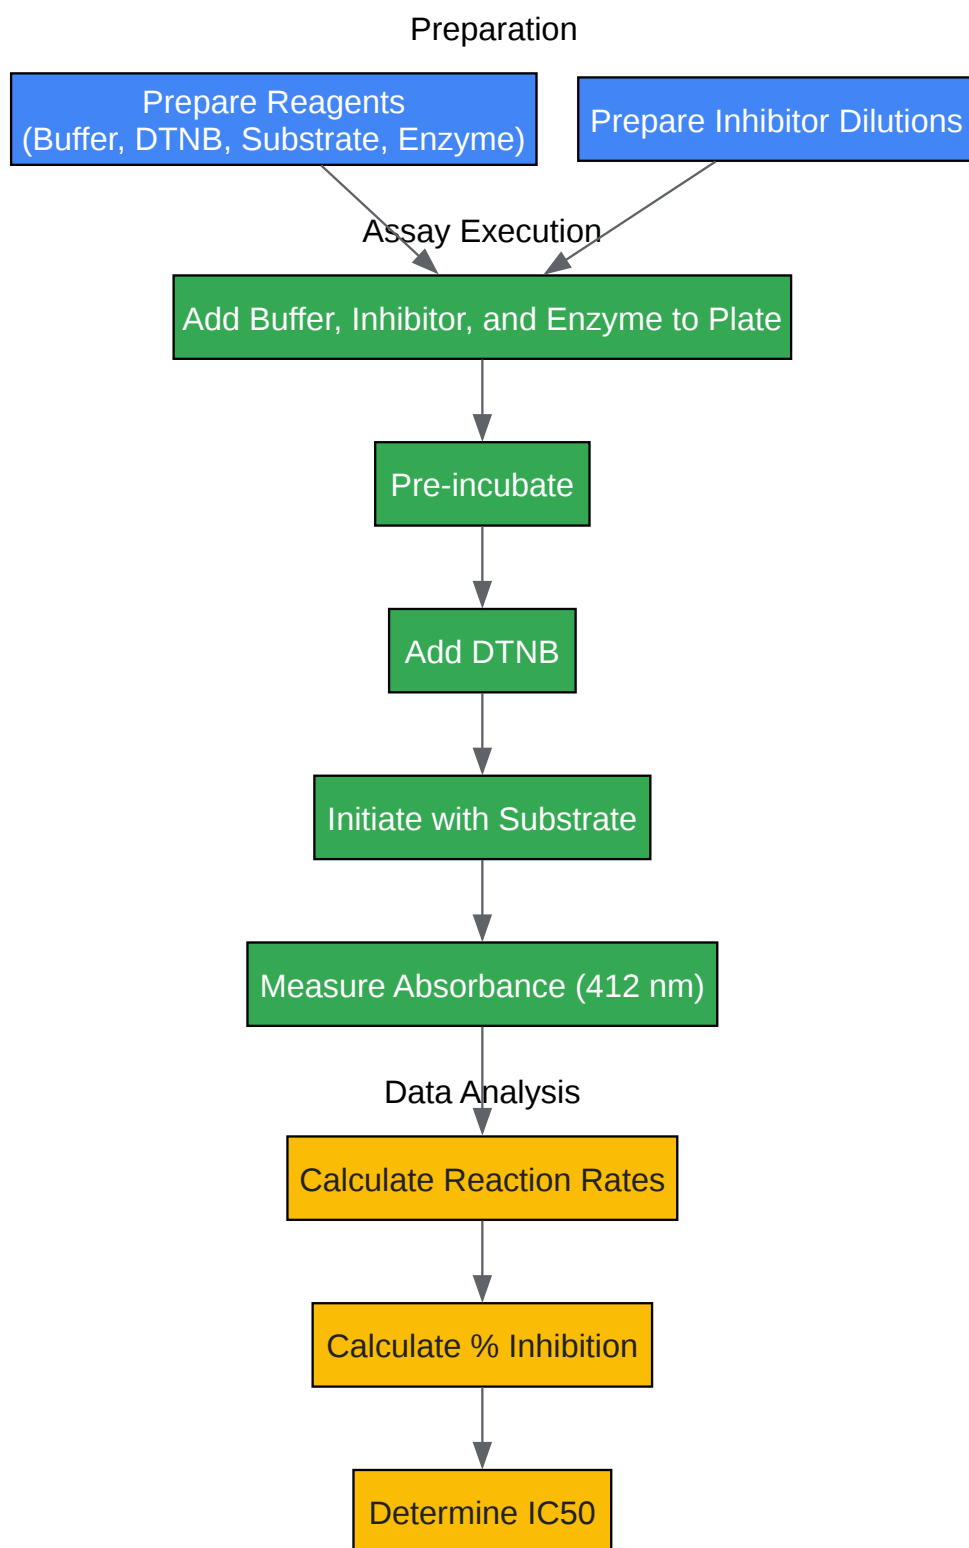 Preparation
Prepare Reagents
(Buffer, DTNB, Substrate, Enzyme)
Prepare Inhibitor Dilutions
Assay Execution
Add Buffer, Inhibitor, and Enzyme to Plate
Pre-incubate
Add DTNB
Initiate with Substrate
Measure Absorbance (412 nm)
Data Analysis
Calculate Reaction Rates
Calculate % Inhibition
Determine IC50